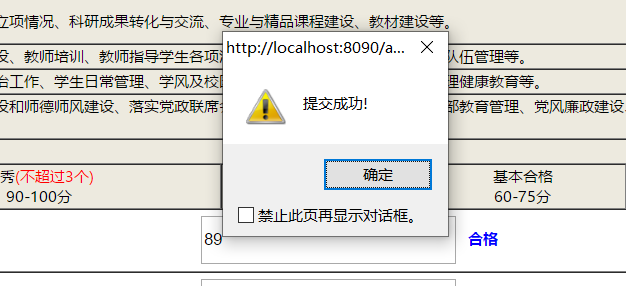 立项情况、科研成果转化与交流、专业与精品课程建设、教材建设等。
http://localhost:8090/a...
设、教师培训、教师指导学生各项
队伍管理等。
提交成功!
治工作、学生日常管理、学风及校
理健康教育等。
设和师德师风建设、落实党政联席
部教育管理、党风廉政建设
秀(不超过3个)
90-100分
确定
基本合格
60-75分
禁止此页再显示对话框。
89
合格